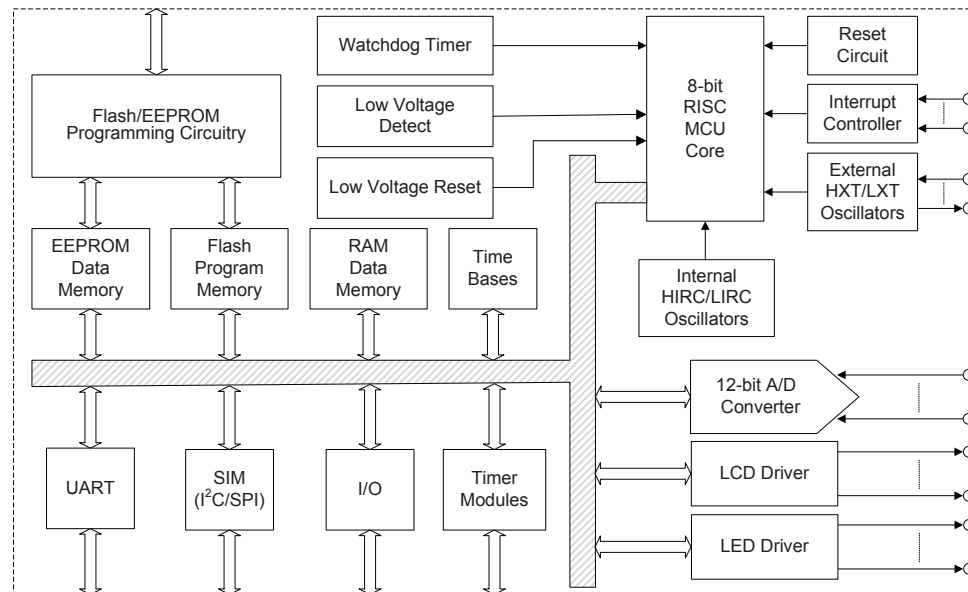 Watchdog Timer
Low Voltage
Detect
Low Voltage Reset
Flash/EEPROM
Programming Circuitry
8-bit
RISC
MCU
Core
Reset
Circuit
Interrupt
Controller
External
HXT/LXT
Oscillators
EEPROM
Data
Memory
Flash
Program
Memory
RAM
Data
Memory
Time
Bases
Internal
HIRC/LIRC
Oscillators
12-bit A/D
Converter
LCD Driver
LED Driver
UART
SIM
(I²C/SPI)
I/O
Timer
Modules